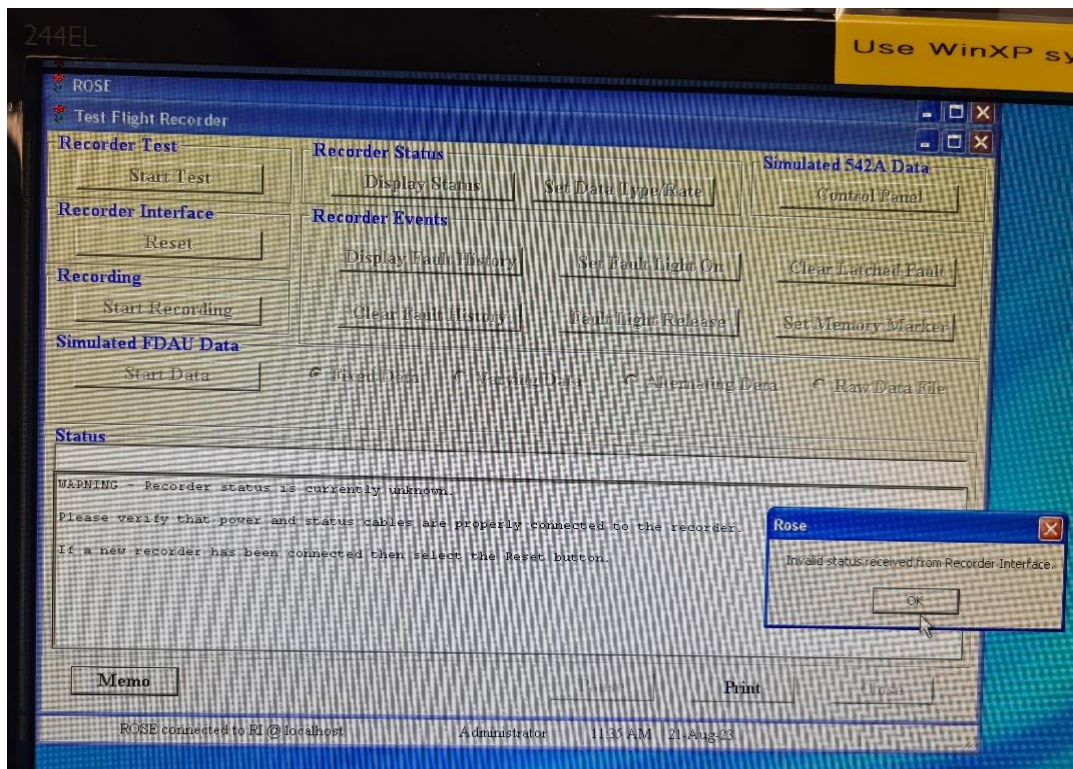 244EL
Use WinXP sy
ROSE
Test Flight Recorder
Recorder Test
Start Test
Recorder Status
Display Status
Set Data Type/Rate
Simulated 542A Data
Control Panel
Recorder Interface
Reset
Recorder Events
Display Fault History
Set Fault Light On
Clear Latched Fault
Recording
Start Recording
Clear Fault History
Fault Light Release
Set Memory Marker
Simulated FDAU Data
Start Data
Fixed Data
Varying Data
Alternating Data
Raw Data File
Status
WARNING - Recorder status is currently unknown.
Please verify that power and status cables are properly connected to the recorder.
If a new recorder has been connected then select the Reset button.
Rose
Invalid status received from Recorder Interface.
OK
Memo
Print
Close
ROSE connected to RI @ localhost
Administrator
11:35 AM
21-Aug-23